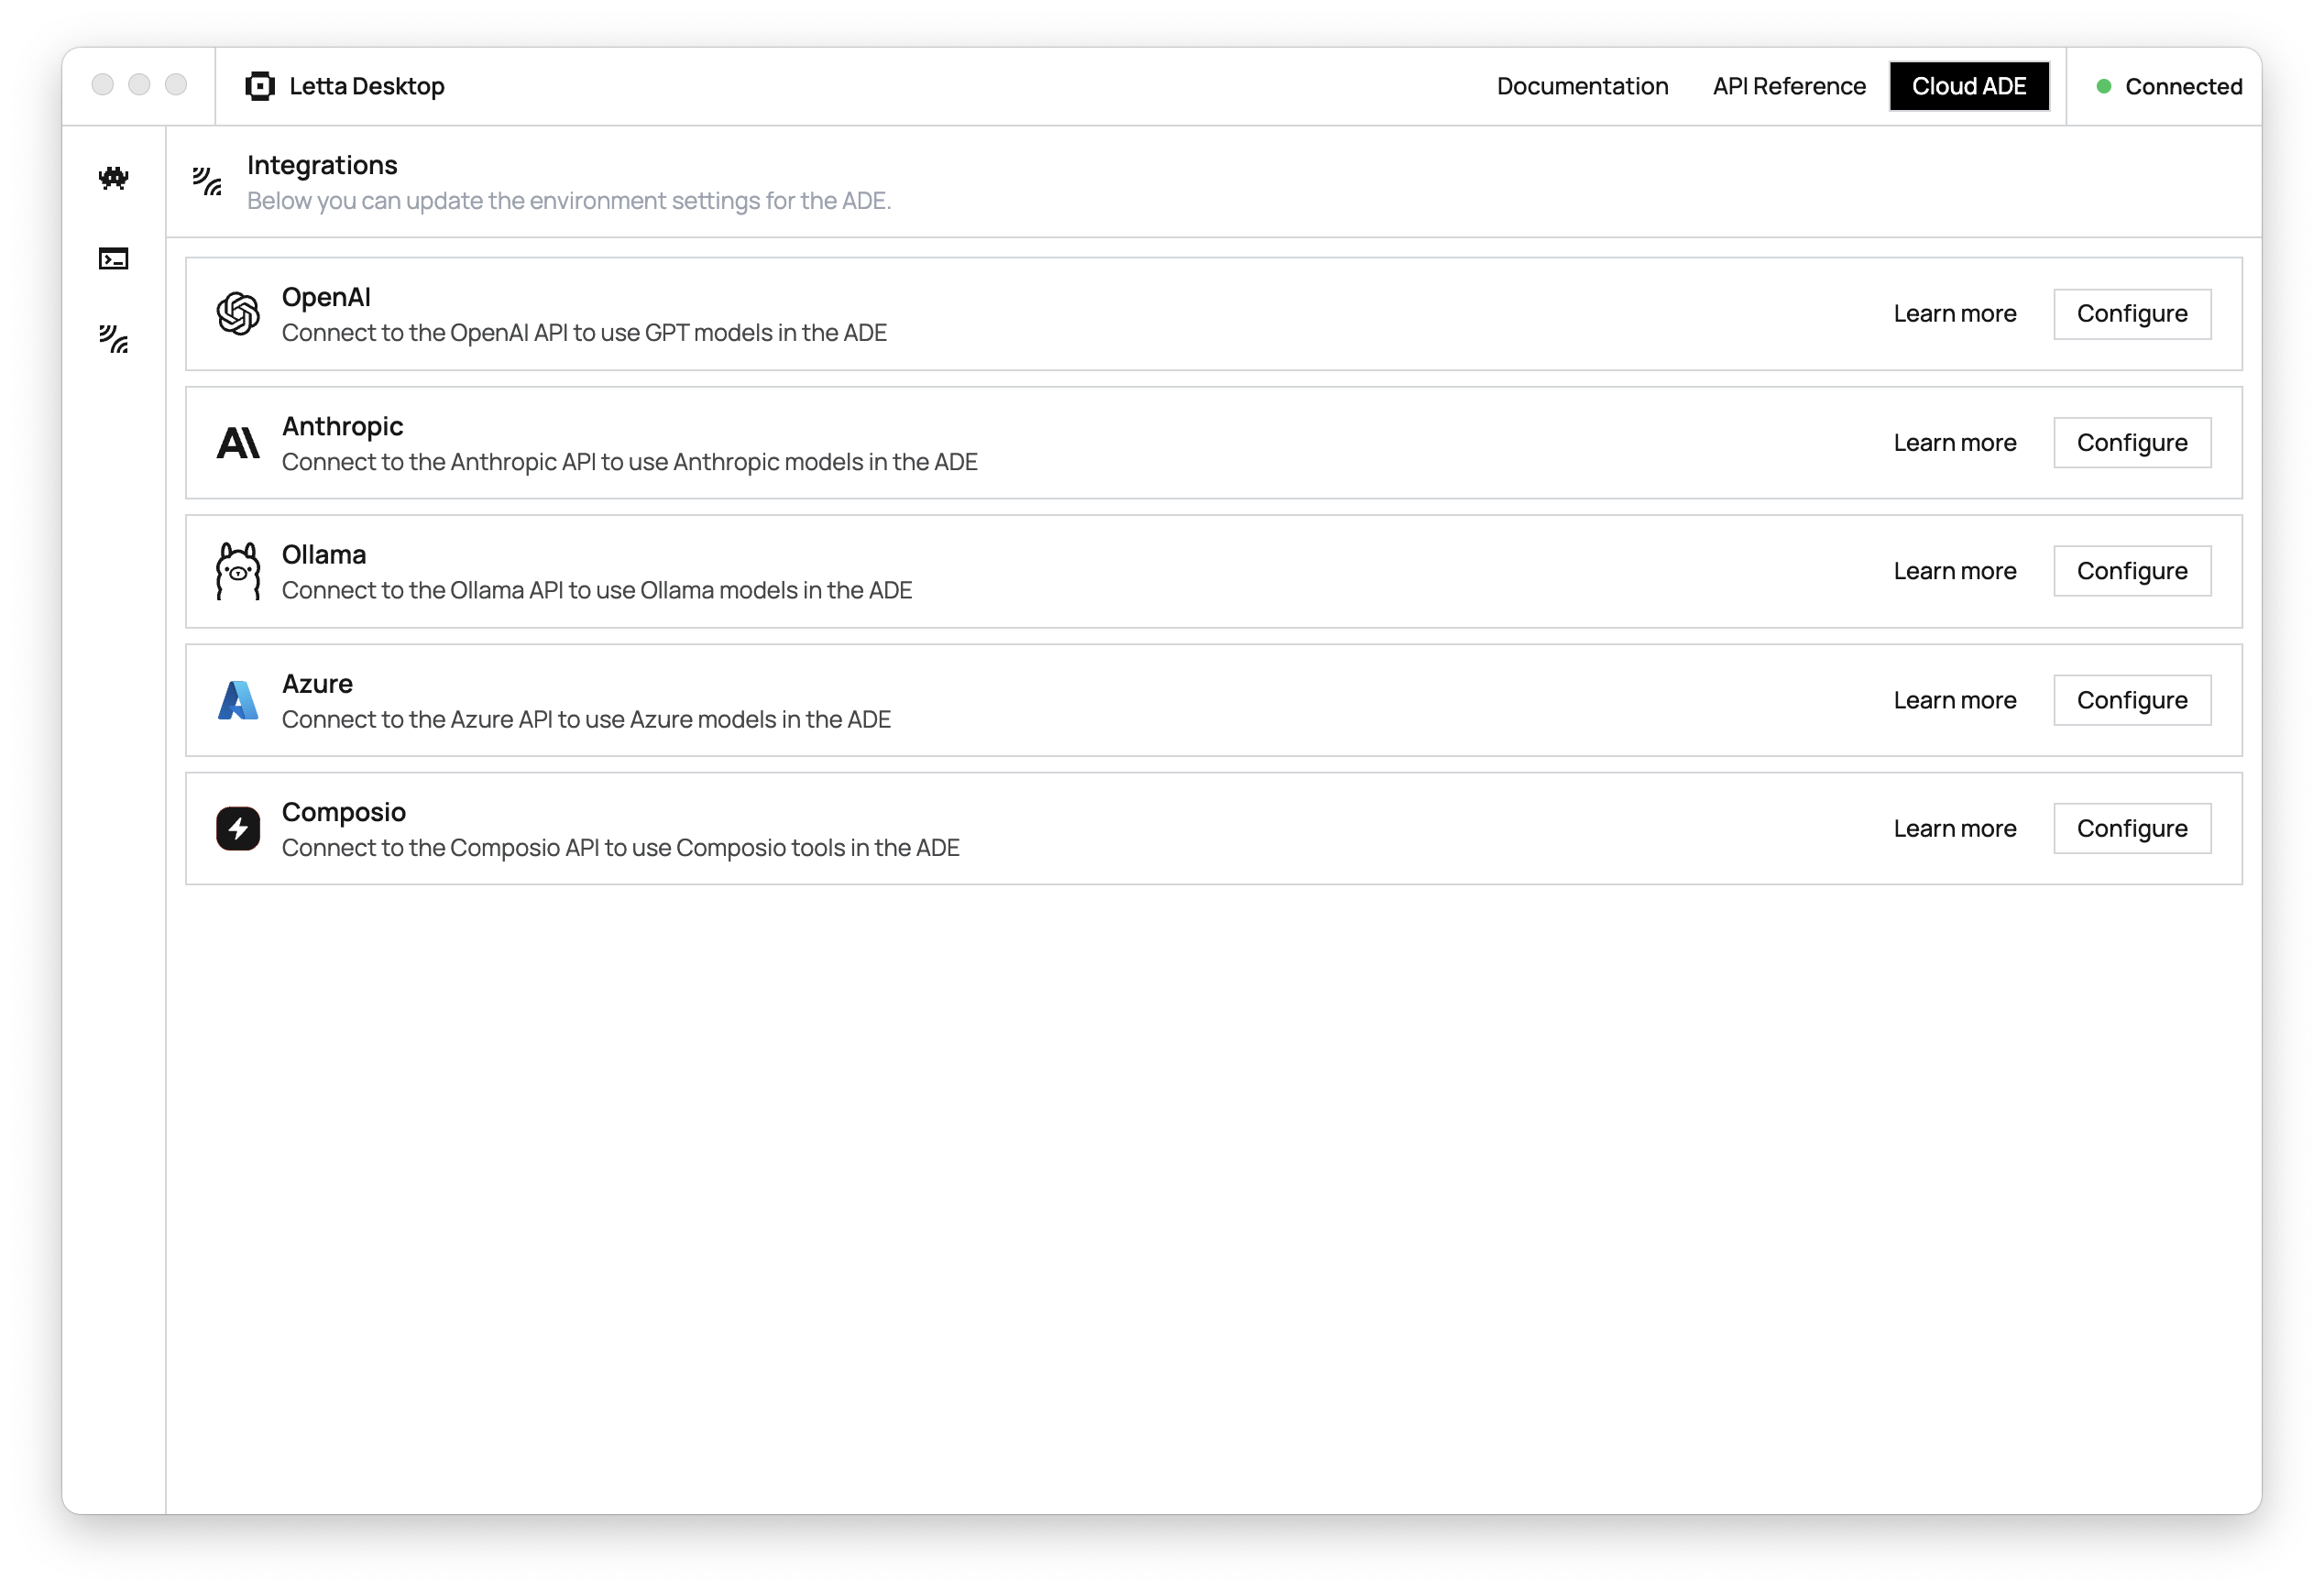 Letta Desktop
Documentation
API Reference
Cloud ADE
Connected
Integrations
Below you can update the environment settings for the ADE.
OpenAI
Connect to the OpenAI API to use GPT models in the ADE
Learn more
Configure
Anthropic
Connect to the Anthropic API to use Anthropic models in the ADE
Learn more
Configure
Ollama
Connect to the Ollama API to use Ollama models in the ADE
Learn more
Configure
Azure
Connect to the Azure API to use Azure models in the ADE
Learn more
Configure
Composio
Connect to the Composio API to use Composio tools in the ADE
Learn more
Configure